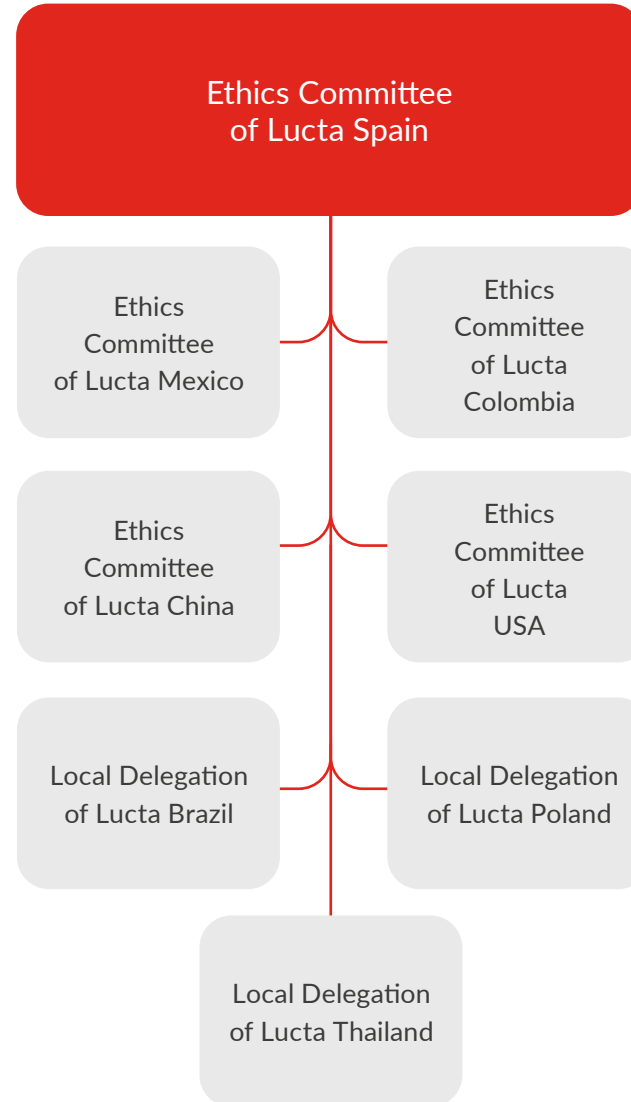 Ethics Committee
of Lucta Spain
Ethics
Committee
of Lucta Mexico
Ethics
Committee
of Lucta
Colombia
Ethics
Committee
of Lucta China
Ethics
Committee
of Lucta
USA
Local Delegation
of Lucta Brazil
Local Delegation
of Lucta Poland
Local Delegation
of Lucta Thailand